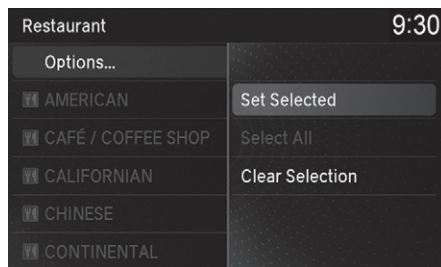 Restaurant 9:30
Options...
AMERICAN
Set Selected
CAFÉ / COFFEE SHOP
Select All
CALIFORNIAN
Clear Selection
CHINESE
CONTINENTAL